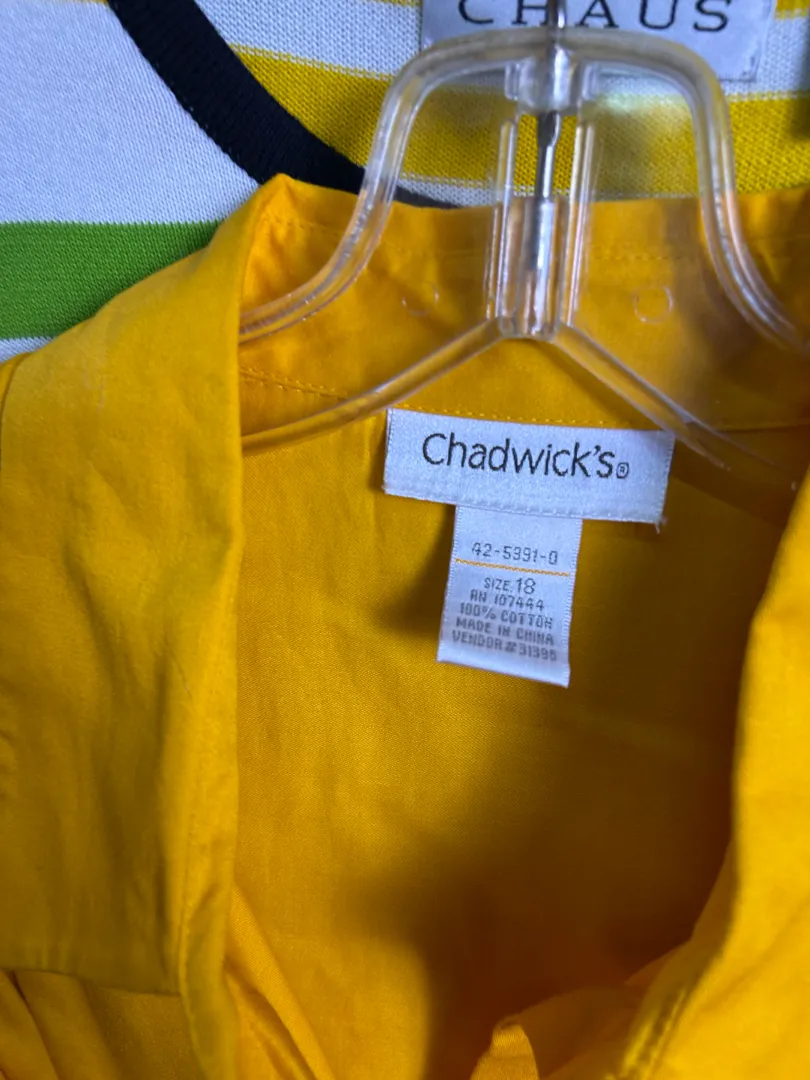 CHAUS
Chadwick's®
42-5391-0
SIZE 18
RN 107444
100% COTTON
MADE IN CHINA
VENDOR# 31395